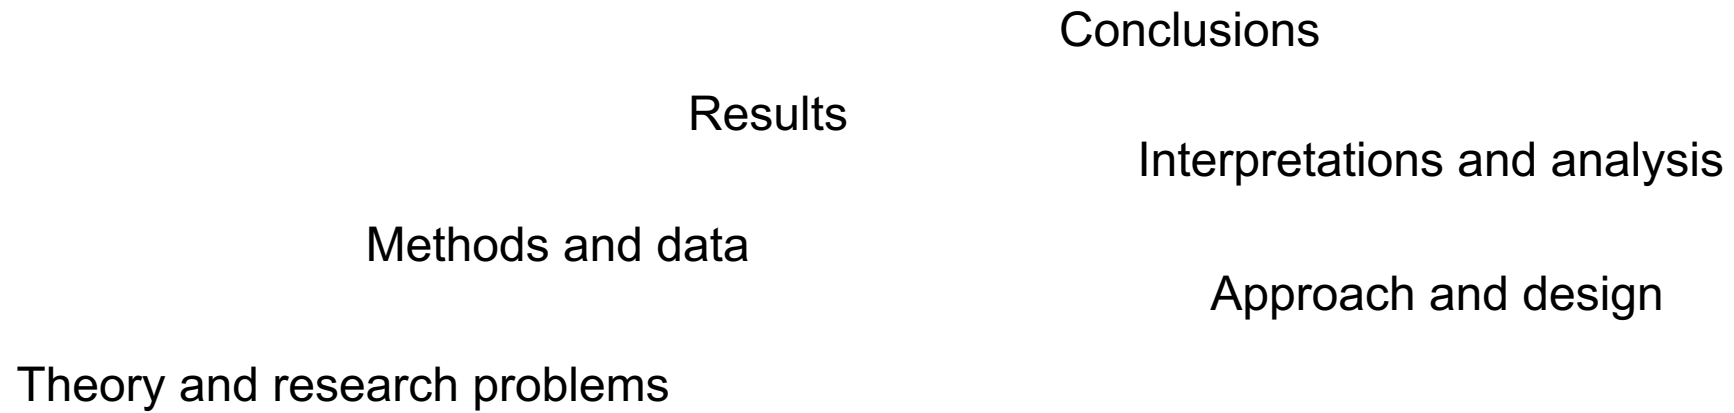 Conclusions
Results
Interpretations and analysis
Methods and data
Approach and design
Theory and research problems